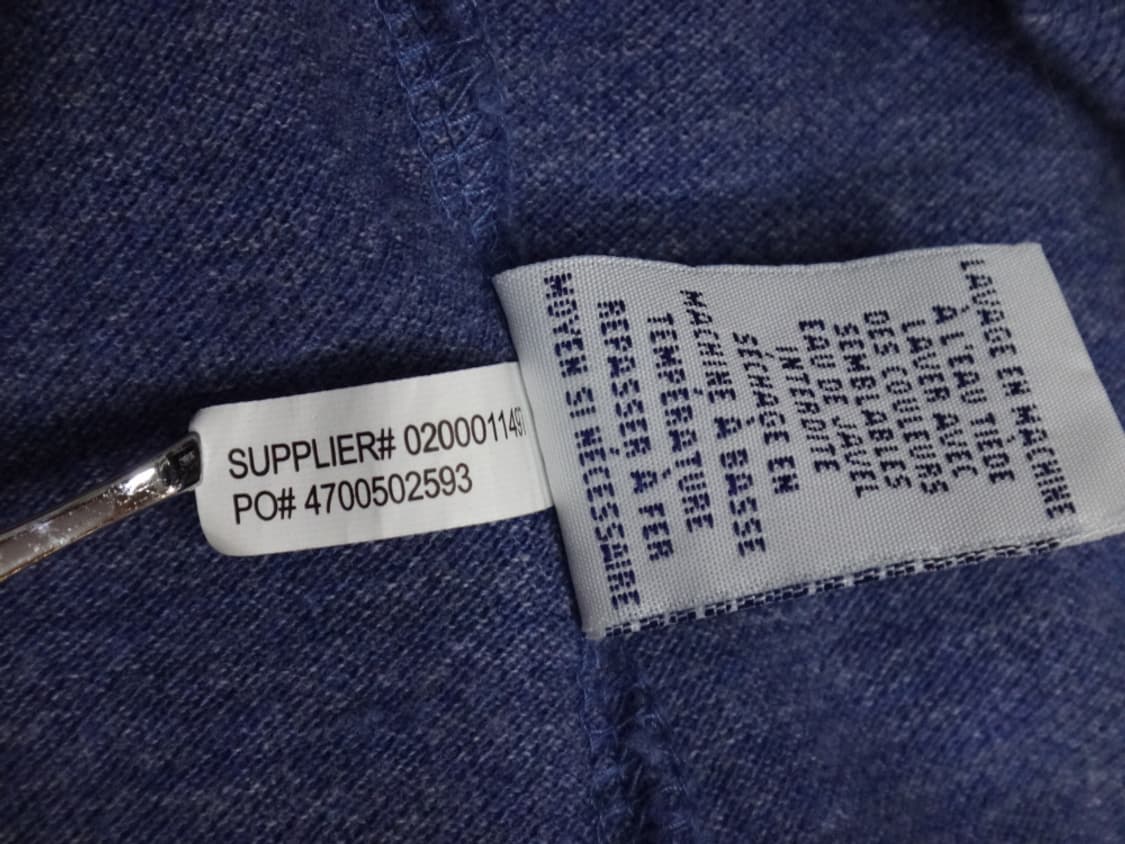 SUPPLIER# 0200011497
PO# 4700502593
LAVAGE EN MACHINE
À L'EAU TIÈDE
LAVER AVEC
DES COULEURS
SEMBLABLES
EAU DE JAVEL
INTERDITE
SÉCHAGE EN
MACHINE À BASSE
TEMPÉRATURE
REPASSER À FER
MOYEN SI NÉCESSAIRE